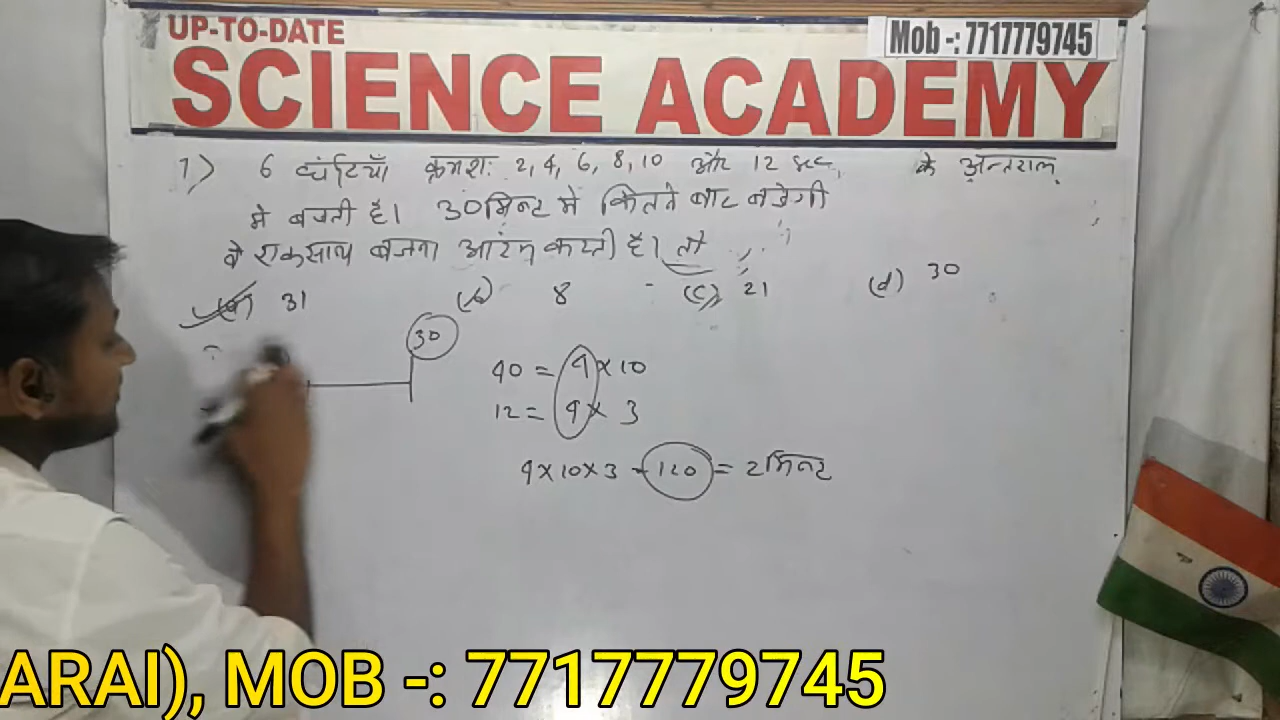 UP-TO-DATE
Mob -: 7717779745
SCIENCE ACADEMY
1) 6 घंटियाँ क्रमशः 2, 4, 6, 8, 10 और 12 sec, के अन्तराल
मे बजती है। 30 मिनट मे कितने बार बजेगी
वे एकसाथ बजना आरंभ करती है। तो
(a) 31 (b) 8 (c) 21 (d) 30
30
40 = 4 × 10
12 = 4 × 3
4 × 10 × 3 - 120 = 2 मिनट
ARAI), MOB -: 7717779745